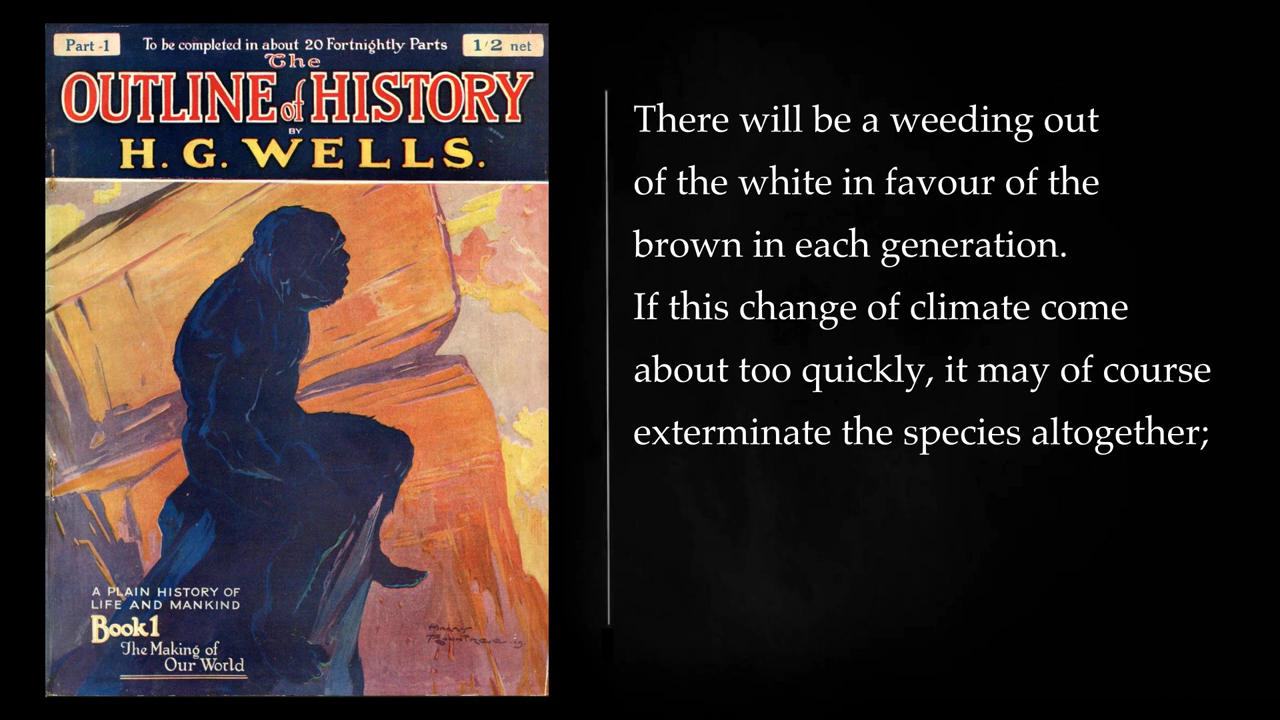 Part -1
To be completed in about 20 Fortnightly Parts
1/2 net
The
OUTLINE of HISTORY
BY
H. G. WELLS.
A PLAIN HISTORY OF
LIFE AND MANKIND
Book 1
The Making of
Our World
There will be a weeding out
of the white in favour of the
brown in each generation.
If this change of climate come
about too quickly, it may of course
exterminate the species altogether;